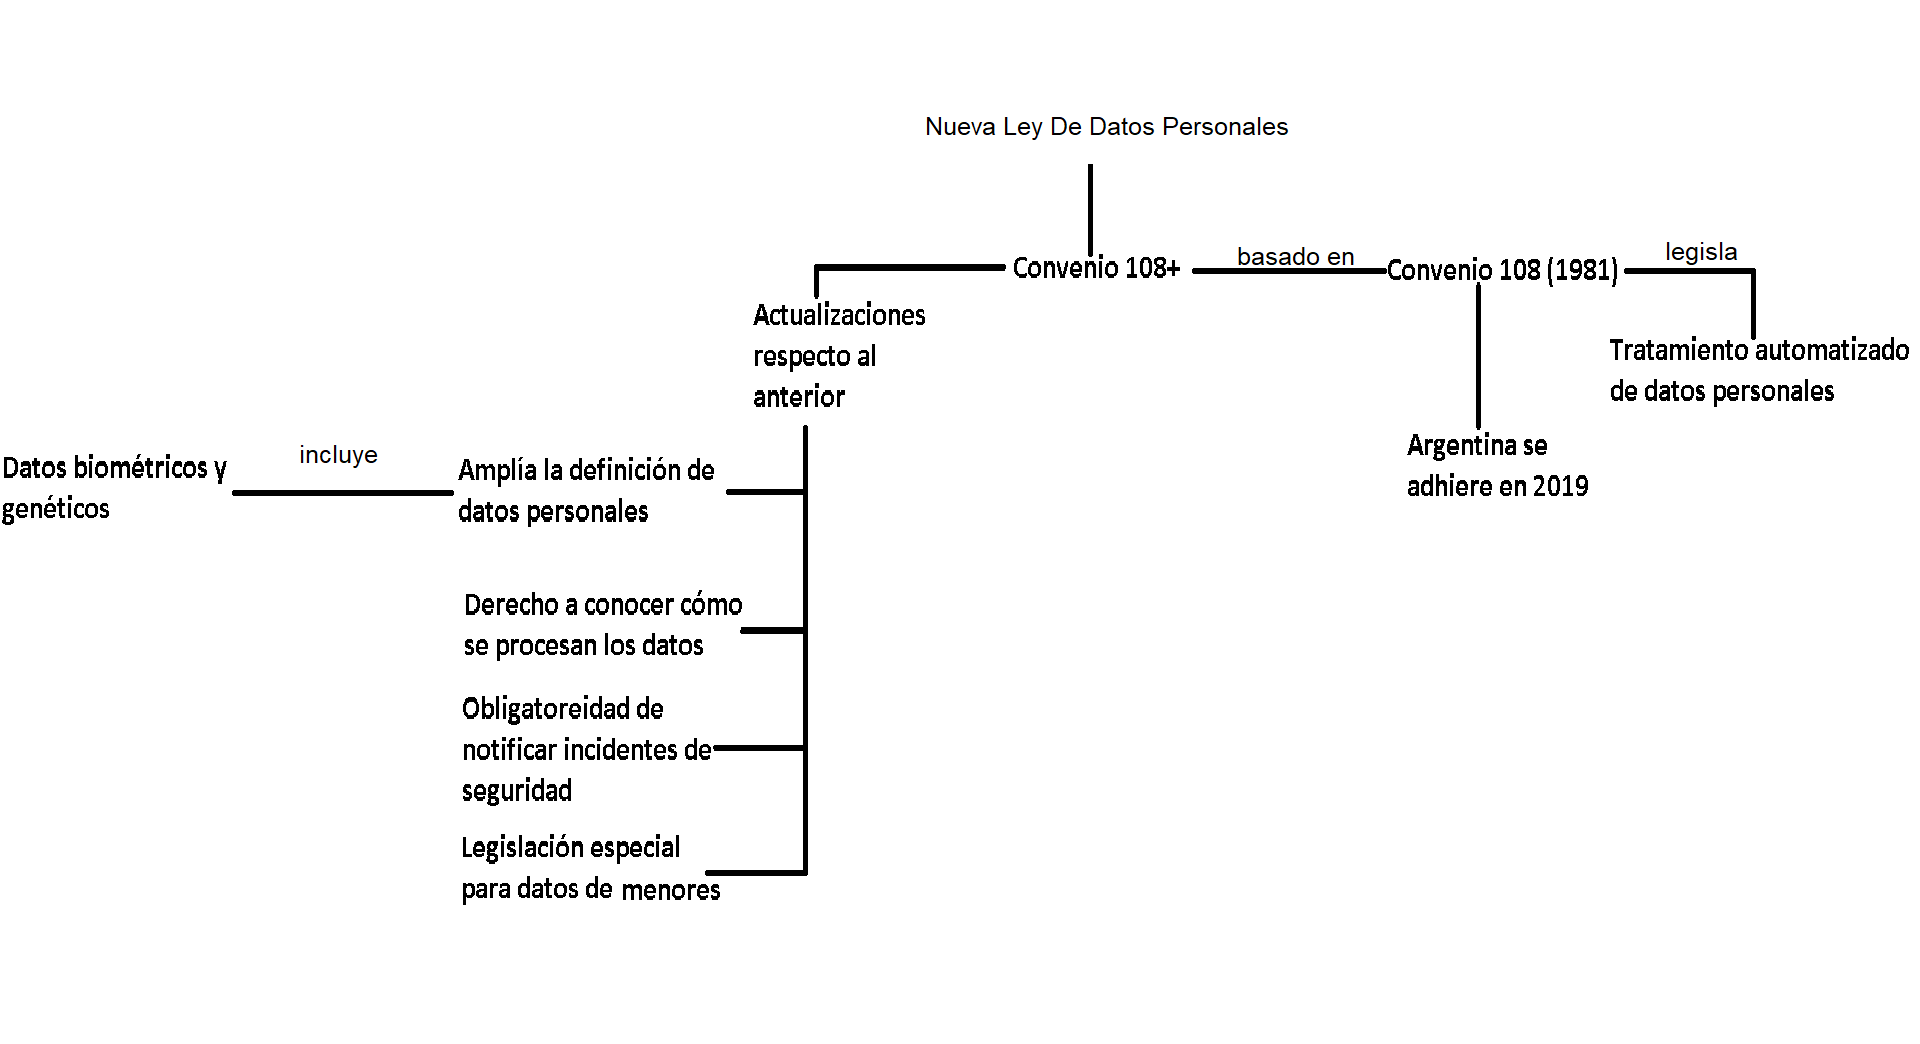 Nueva Ley De Datos Personales
Convenio 108+
basado en
Convenio 108 (1981)
legisla
Tratamiento automatizado
de datos personales
Argentina se
adhiere en 2019
Actualizaciones
respecto al
anterior
Amplía la definición de
datos personales
incluye
Datos biométricos y
genéticos
Derecho a conocer cómo
se procesan los datos
Obligatoreidad de
notificar incidentes de
seguridad
Legislación especial
para datos de menores